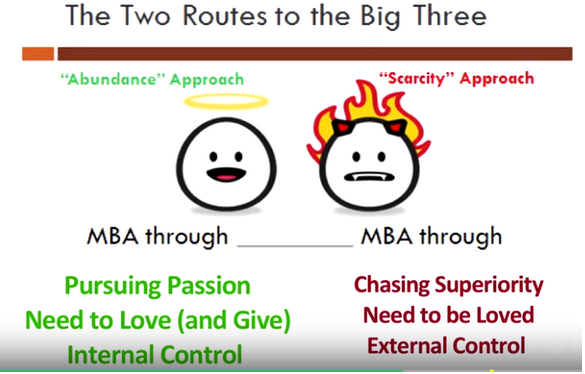 The Two Routes to the Big Three
“Abundance” Approach
“Scarcity” Approach
MBA through __________ MBA through
Pursuing Passion
Need to Love (and Give)
Internal Control
Chasing Superiority
Need to be Loved
External Control